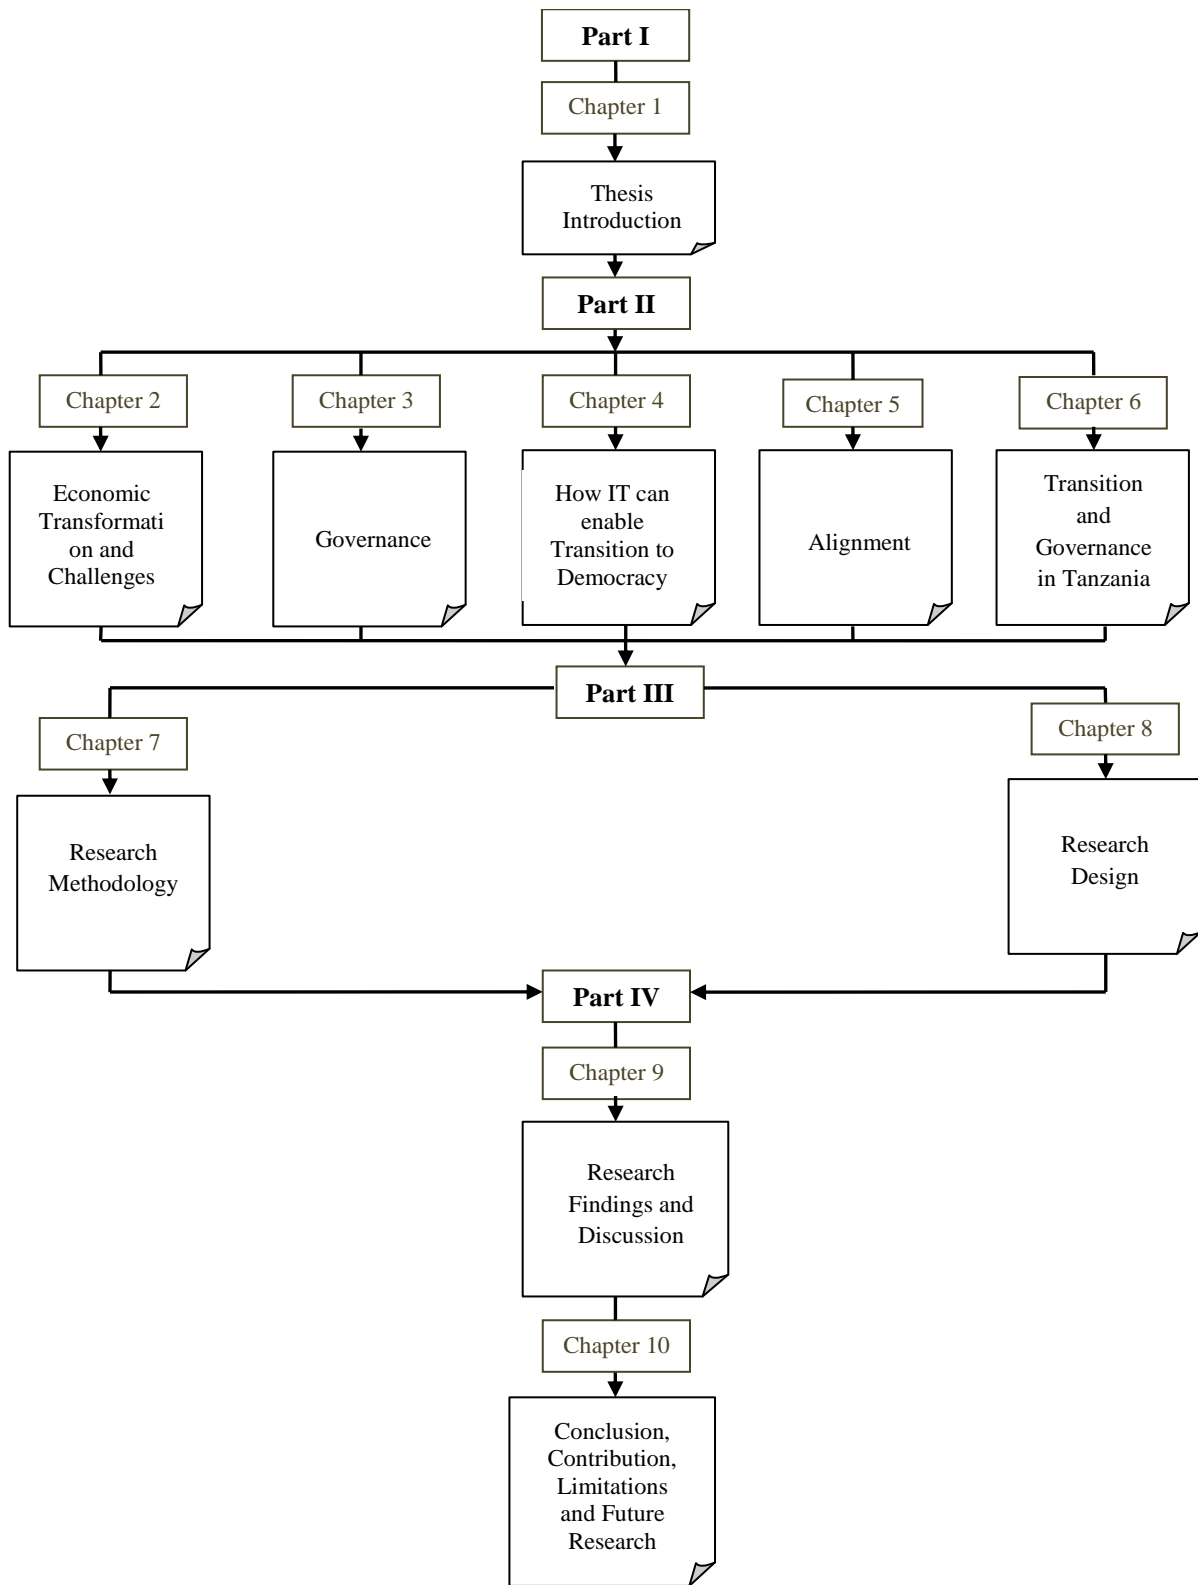 Part I
Chapter 1
Thesis
Introduction
Part II
Chapter 2
Chapter 3
Chapter 4
Chapter 5
Chapter 6
Economic
Transformati
on and
Challenges
Governance
How IT can
enable
Transition to
Democracy
Alignment
Transition
and
Governance
in Tanzania
Part III
Chapter 7
Chapter 8
Research
Methodology
Research
Design
Part IV
Chapter 9
Research
Findings and
Discussion
Chapter 10
Conclusion,
Contribution,
Limitations
and Future
Research